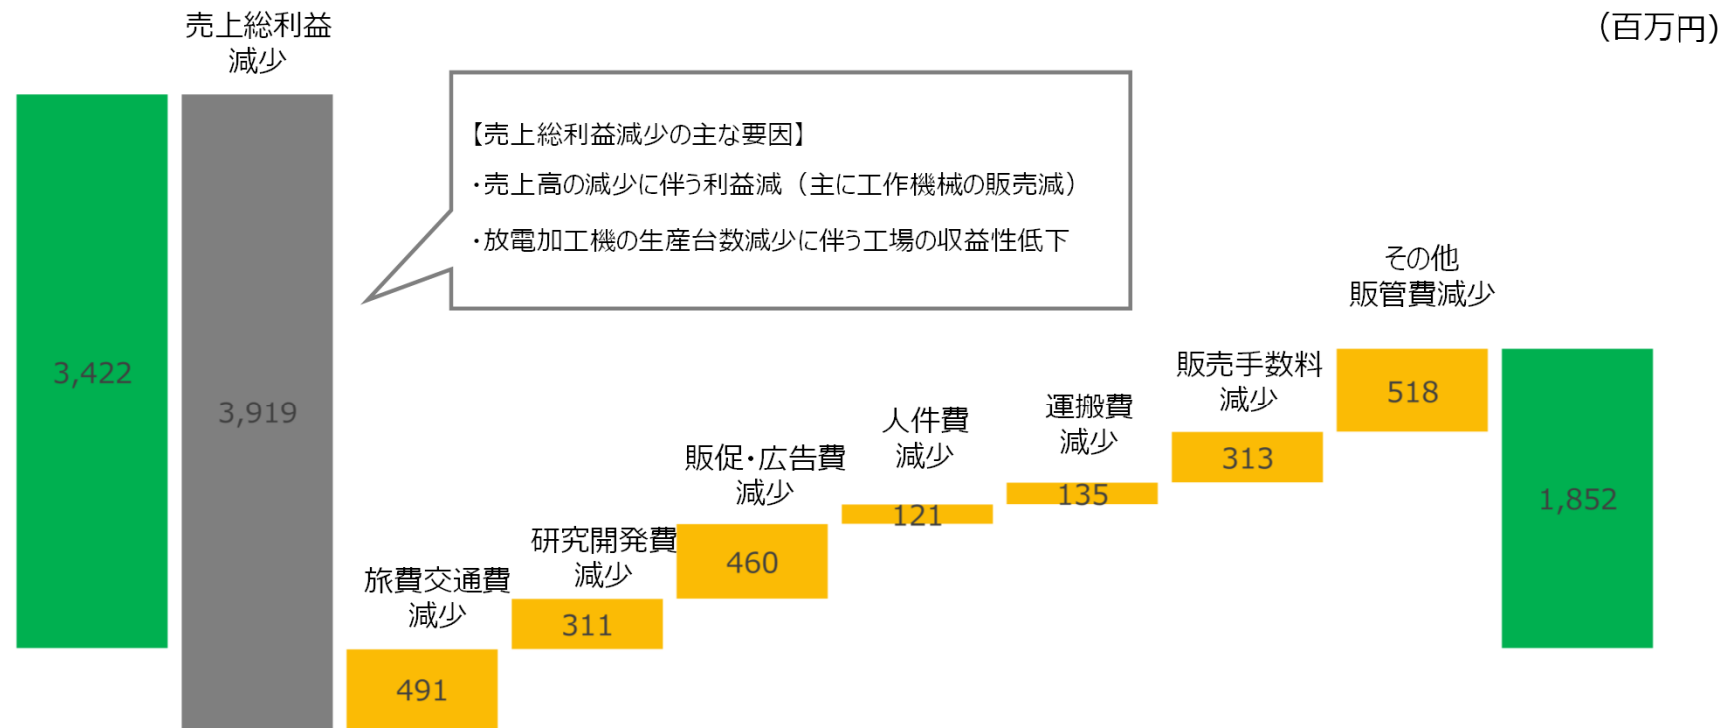 (百万円)
売上総利益
減少
【売上総利益減少の主な要因】
・売上高の減少に伴う利益減（主に工作機械の販売減）
・放電加工機の生産台数減少に伴う工場の収益性低下
3,422
3,919
旅費交通費
減少
491
研究開発費
減少
311
販促・広告費
減少
460
人件費
減少
121
運搬費
減少
135
販売手数料
減少
313
その他
販管費減少
518
1,852